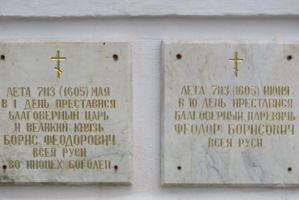 ЛЕТА 7113 (1605) МАЯ
В 1 ДЕНЬ ПРЕСТАВИСЯ
БЛАГОВЕРНЫЙ ЦАРЬ
И ВЕЛИКИЙ КНЯЗЬ
БОРИС ФЕОДОРОВИЧ
ВСЕЯ РУСИ
ВО ИНОЦЕХ БОГОЛЕП
ЛЕТА 7113 (1605) ИЮНЯ
В 10 ДЕНЬ ПРЕСТАВИСЯ
БЛАГОВЕРНЫЙ ЦАРЕВИЧЬ
ФЕОДОР БОРИСОВИЧ
ВСЕЯ РУСИ